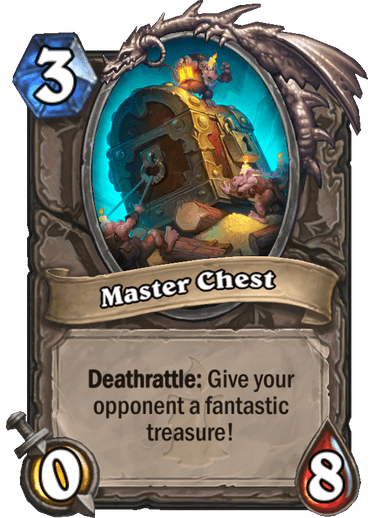 3
Master Chest
Deathrattle: Give your
opponent a fantastic
treasure!
0
8